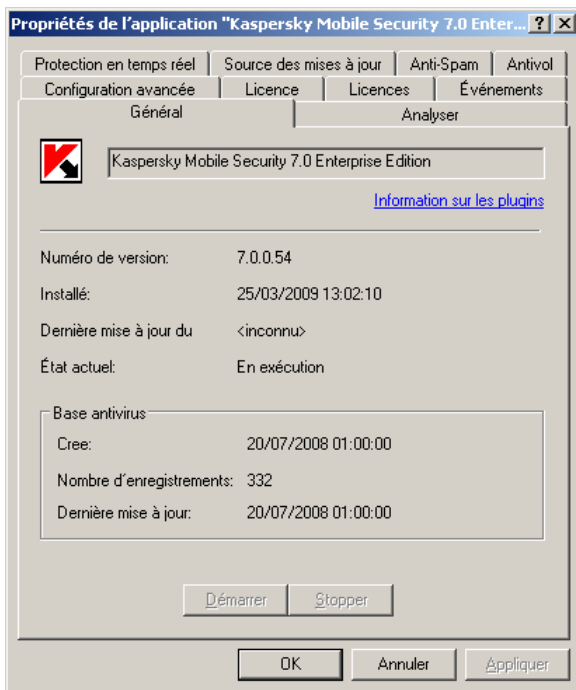 Propriétés de l'application "Kaspersky Mobile Security 7.0 Enter...
Protection en temps réel Source des mises à jour Anti-Spam Antivol
Configuration avancée Licence Licences Événements
Général Analyser
Kaspersky Mobile Security 7.0 Enterprise Edition
Information sur les plugins
Numéro de version: 7.0.0.54
Installé: 25/03/2009 13:02:10
Dernière mise à jour du <inconnu>
État actuel: En exécution
Base antivirus
Cree: 20/07/2008 01:00:00
Nombre d'enregistrements: 332
Dernière mise à jour: 20/07/2008 01:00:00
Démarrer Stopper
OK Annuler Appliquer